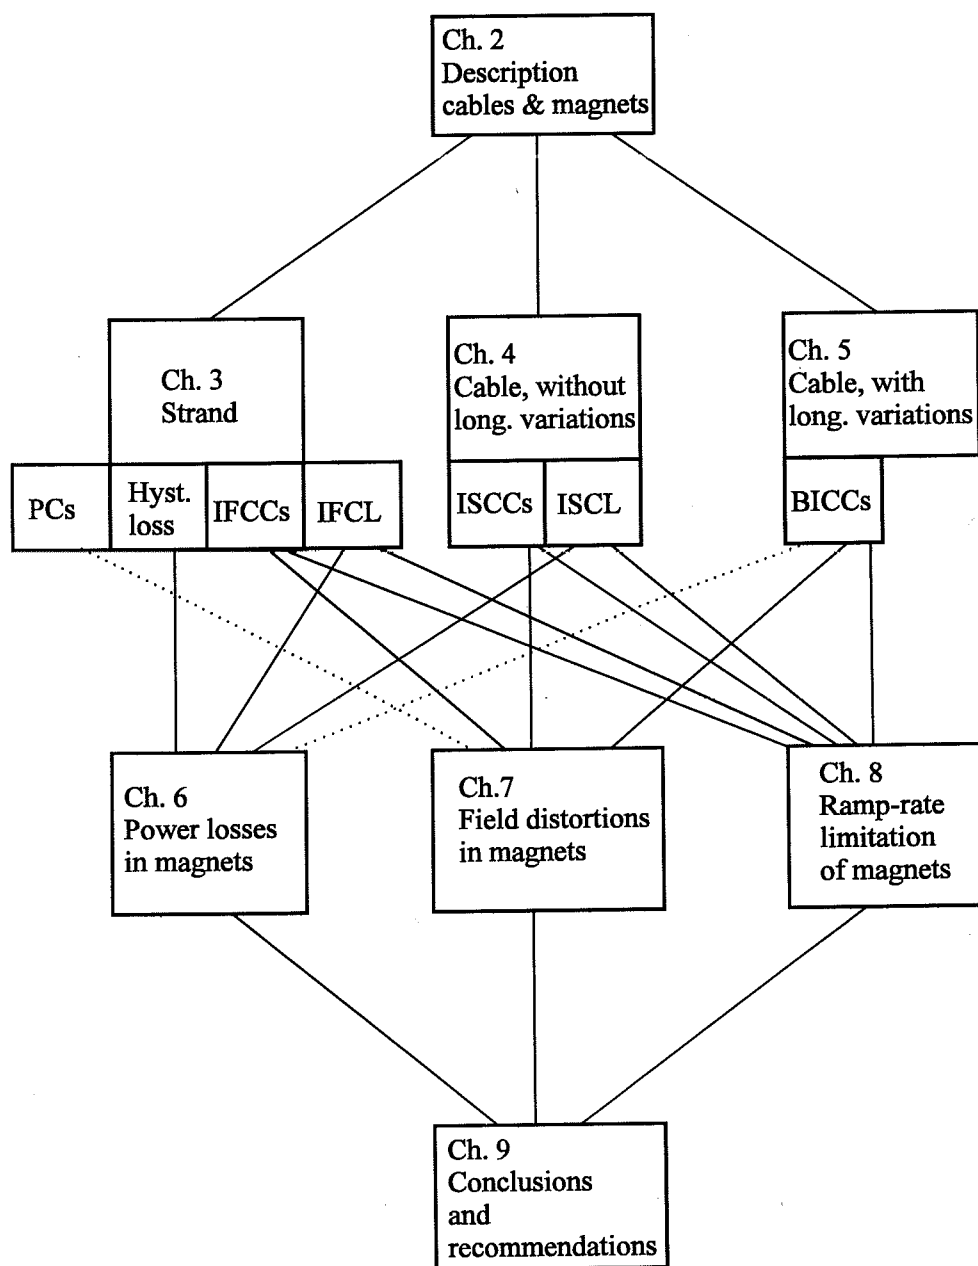 Ch. 2
Description
cables & magnets
Ch. 3
Strand
Ch. 4
Cable, without
long. variations
Ch. 5
Cable, with
long. variations
PCs
Hyst.
loss
IFCCs
IFCL
ISCCs
ISCL
BICCs
Ch. 6
Power losses
in magnets
Ch.7
Field distortions
in magnets
Ch. 8
Ramp-rate
limitation
of magnets
Ch. 9
Conclusions
and
recommendations